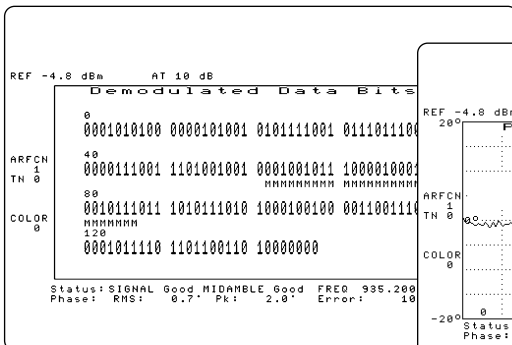 REF -4.8 dBm AT 10 dB
Demodulated Data Bits
0
0001010100 0000101001 0101111001 0111011100
ARFCN
1
TN 0
40
0000111001 1101001001 0001001011 1000010001
MMMMMMMMMM MMMMMMMMMM
COLOR
0
80
0010111011 1010111010 1000100100 0011001110
MMMMMMM
120
0001011110 1101100110 10000000
Status: SIGNAL Good MIDAMBLE Good FREQ 935.200
Phase: RMS: 0.7° Pk: 2.0° Error: 10
REF -4.8 dBm
20°
ARFCN
1
TN 0
0°
COLOR
0
-20°
0
Status
Phase: